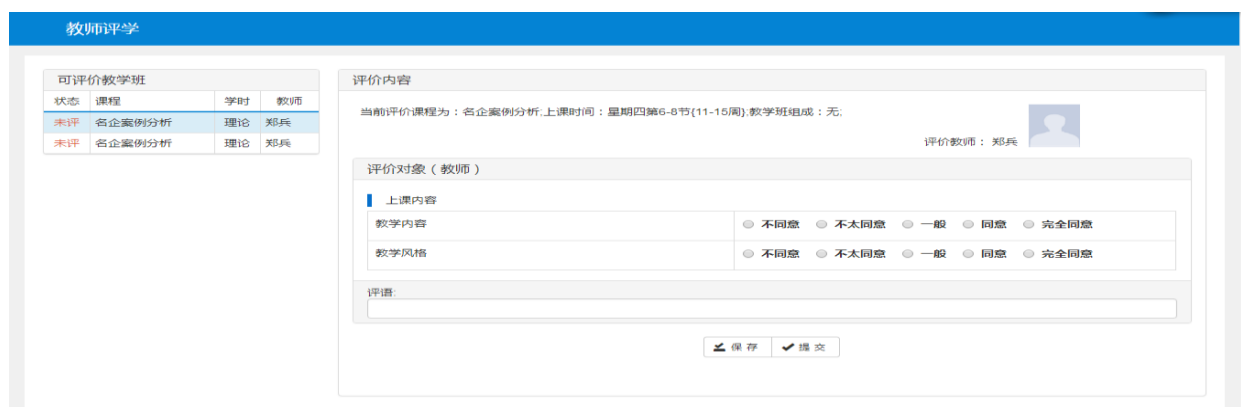 教师评学
可评价教学班
状态 课程 学时 教师
未评 名企案例分析 理论 郑兵
未评 名企案例分析 理论 郑兵
评价内容
当前评价课程为：名企案例分析;上课时间：星期四第6-8节{11-15周};教学班组成：无;
评价教师： 郑兵
评价对象（教师）
上课内容
教学内容 不同意 不太同意 一般 同意 完全同意
教学风格 不同意 不太同意 一般 同意 完全同意
评语:
保 存 提 交